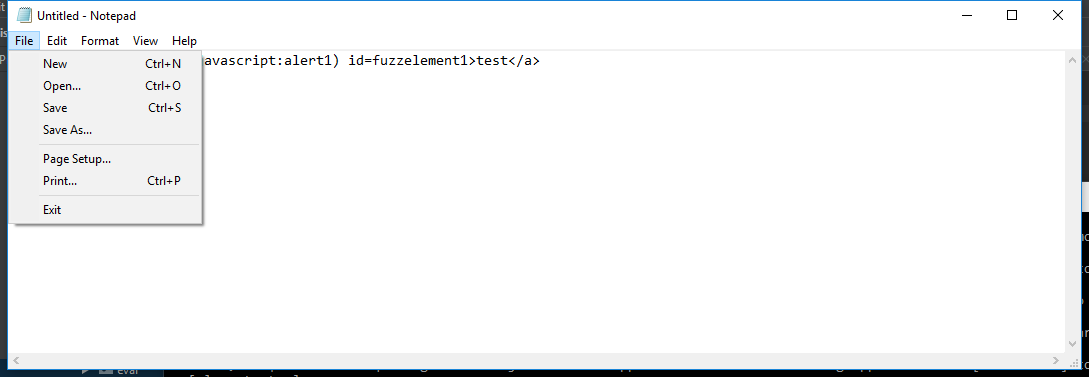 Untitled - Notepad
File Edit Format View Help
avascript:alert1) id=fuzzelement1>test</a>
New Ctrl+N
Open... Ctrl+O
Save Ctrl+S
Save As...
Page Setup...
Print... Ctrl+P
Exit
eval